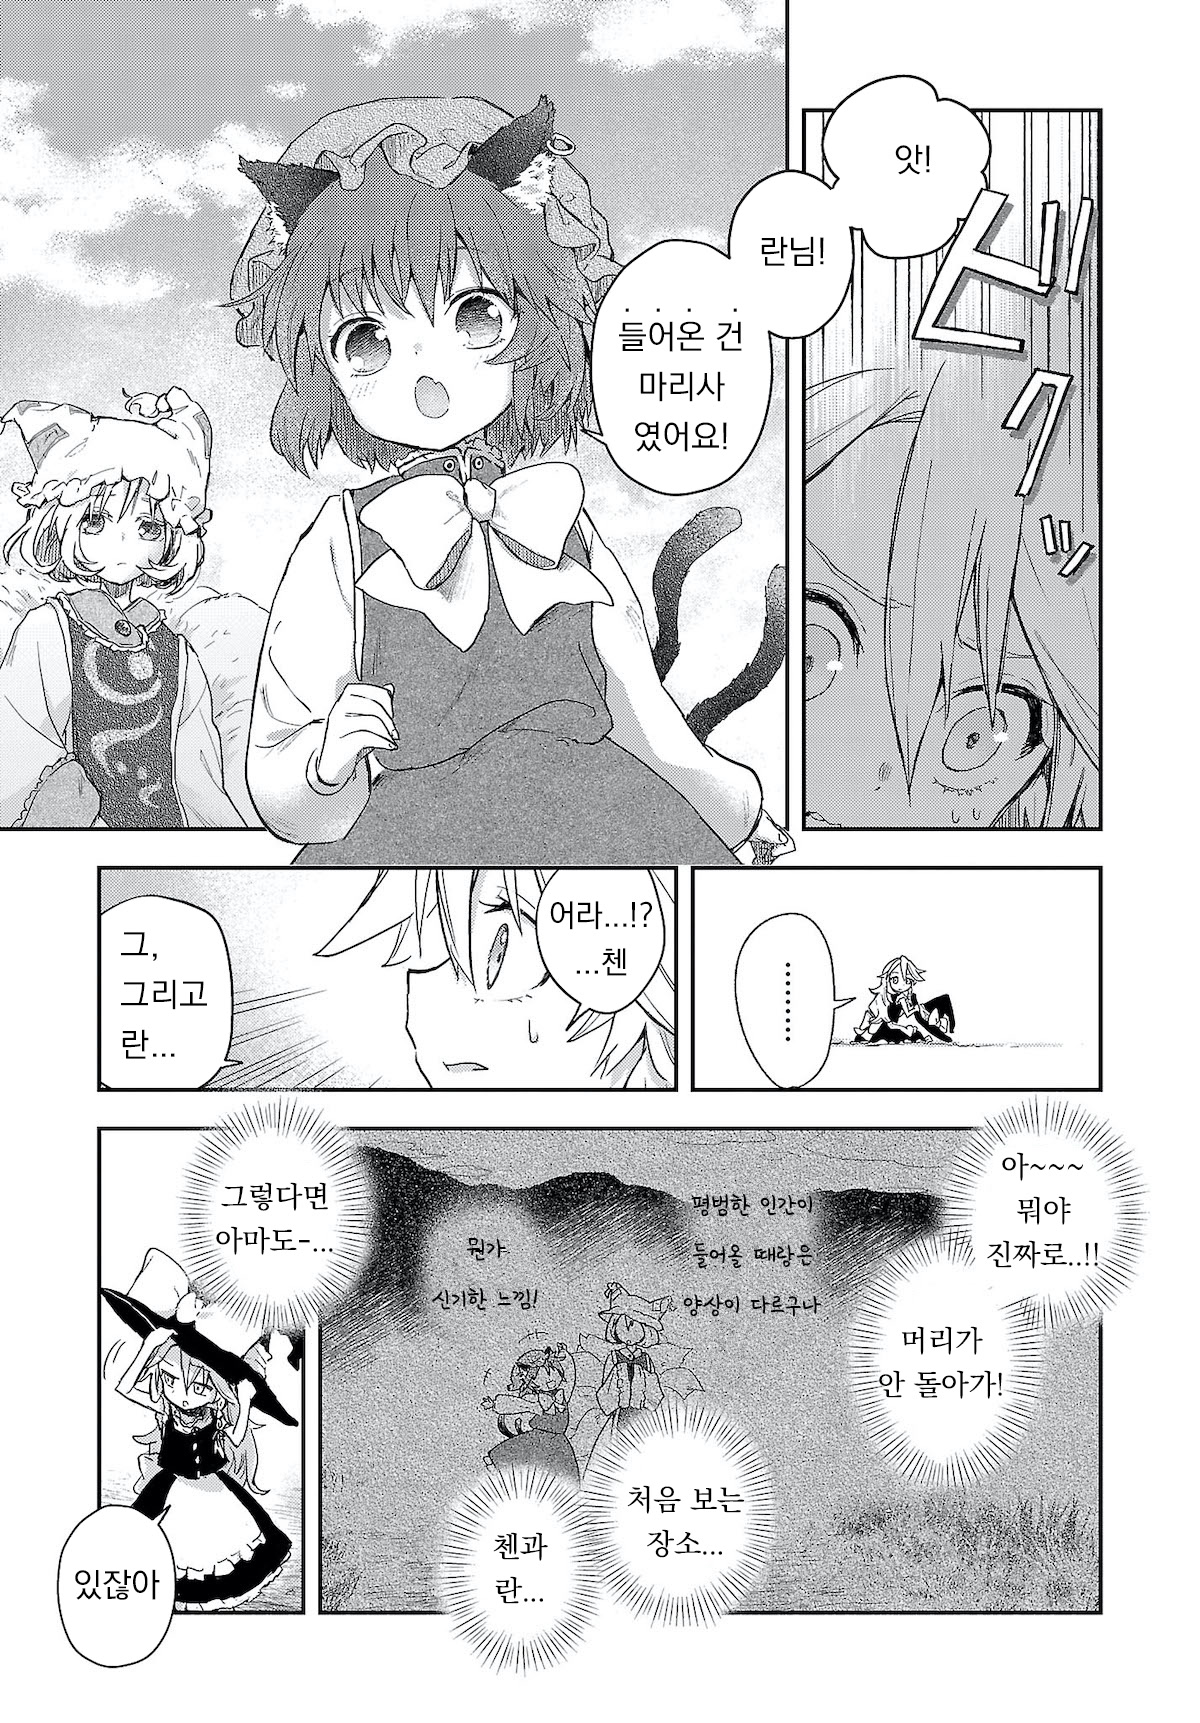 앗!
란님!
들어온 건
마리사
였어요!
ビクッ
………
어라...!?
...첸
그,
그리고
란...
아~~~
뭐야
진짜로..!!
머리가
안 돌아가!
평범한 인간이
들어올 때랑은
양상이 다르구나
뭔가
신기한 느낌!
처음 보는
장소...
첸과
란...
그렇다면
아마도-...
있잖아